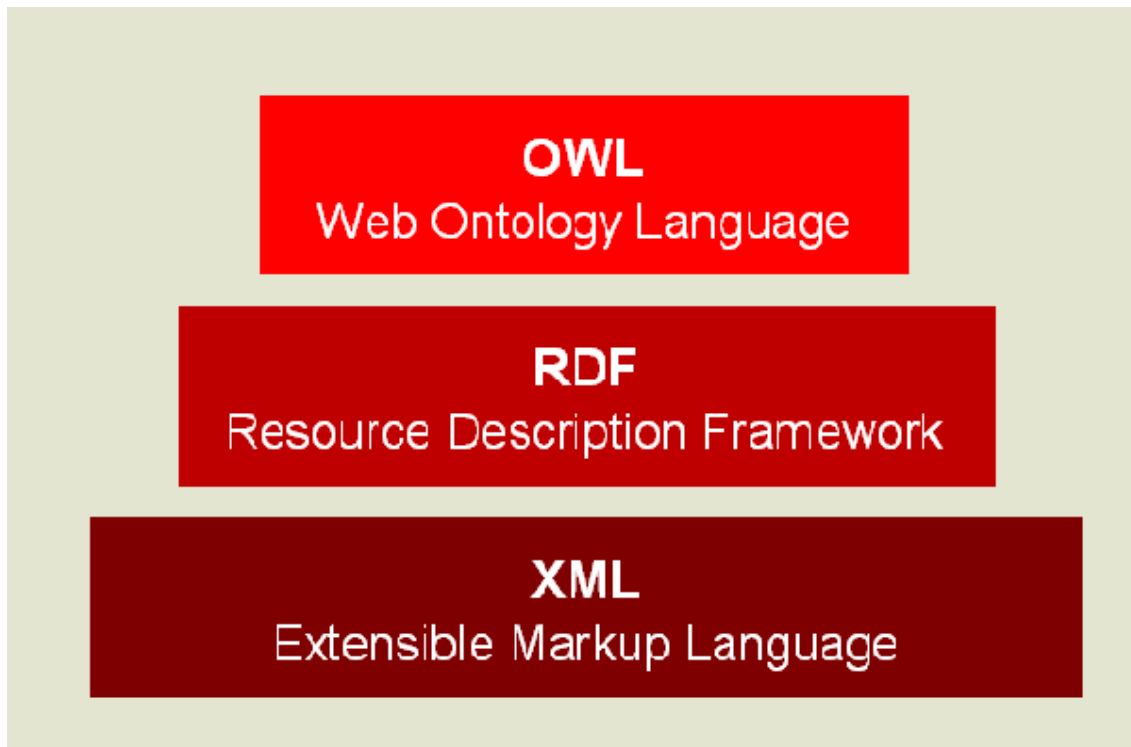 OWL
Web Ontology Language
RDF
Resource Description Framework
XML
Extensible Markup Language